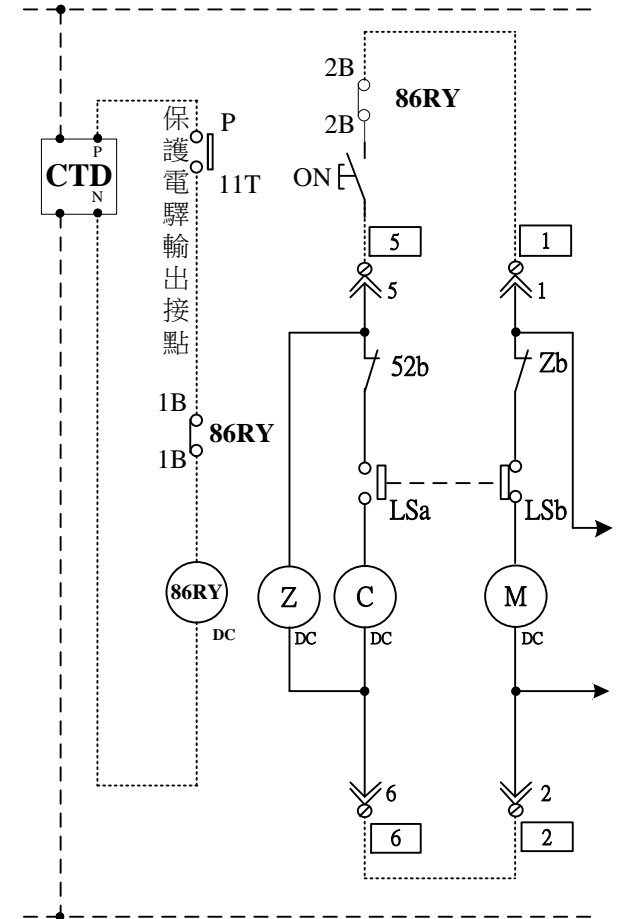 CTD
P
N
保護電驛輸出接點
P
11T
1B
1B
86RY
86RY
DC
2B
2B
86RY
ON
5
5
52b
LSa
Z
DC
C
DC
6
6
1
1
Zb
LSb
M
DC
2
2